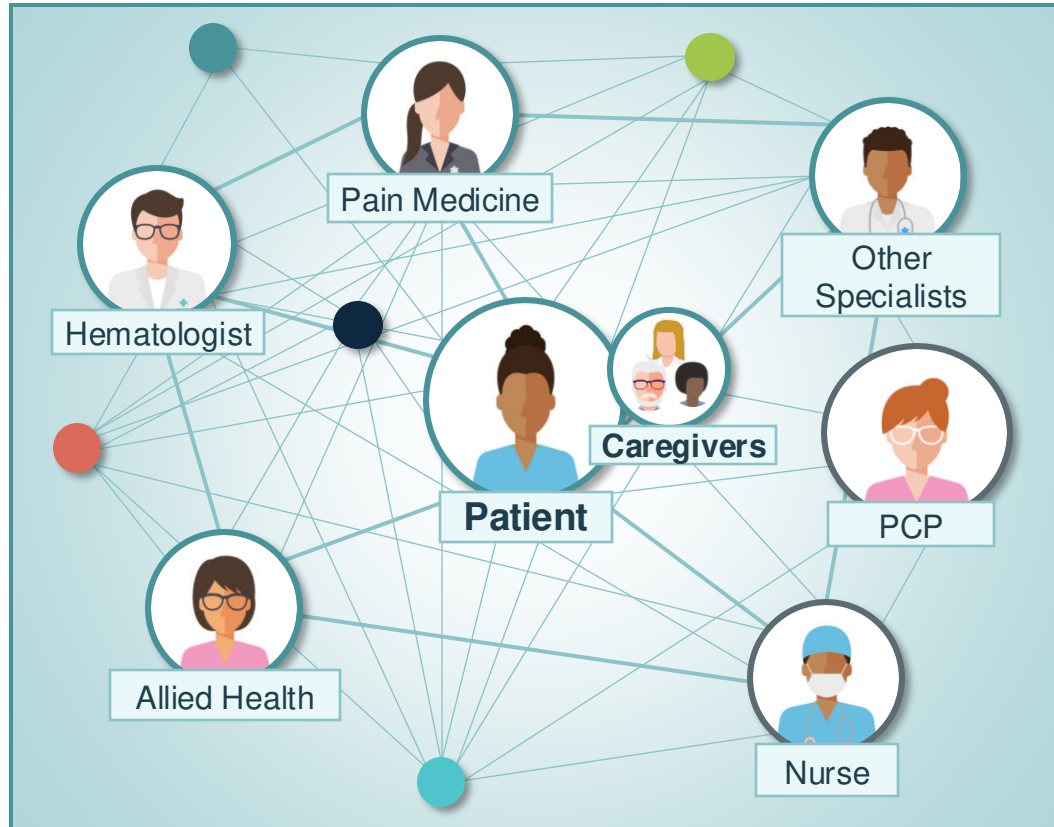 Pain Medicine
Other
Specialists
Hematologist
Caregivers
Patient
PCP
Allied Health
Nurse